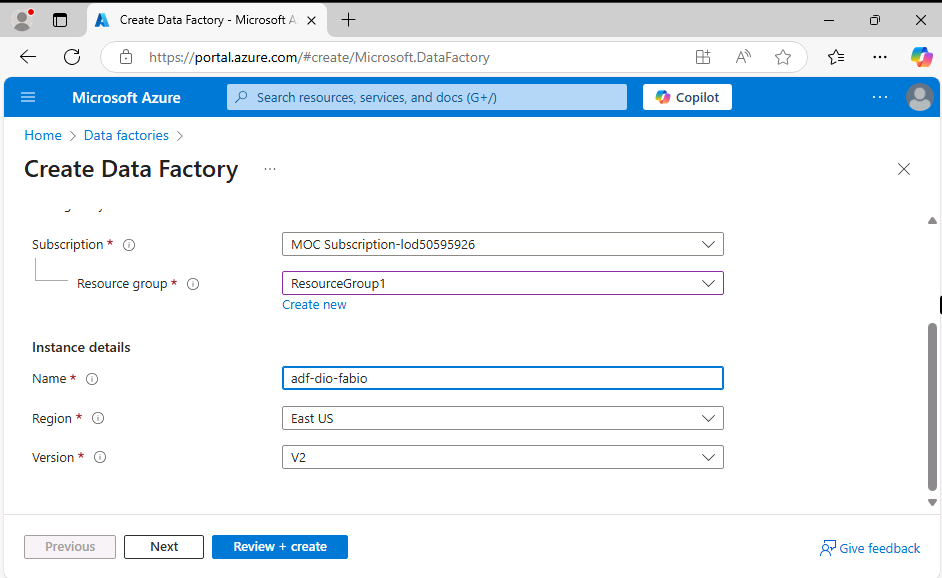 Create Data Factory - Microsoft A
https://portal.azure.com/#create/Microsoft.DataFactory
Microsoft Azure
Search resources, services, and docs (G+/)
Copilot
Home > Data factories >
Create Data Factory
Subscription *
MOC Subscription-lod50595926
Resource group *
ResourceGroup1
Create new
Instance details
Name *
adf-dio-fabio
Region *
East US
Version *
V2
Previous
Next
Review + create
Give feedback